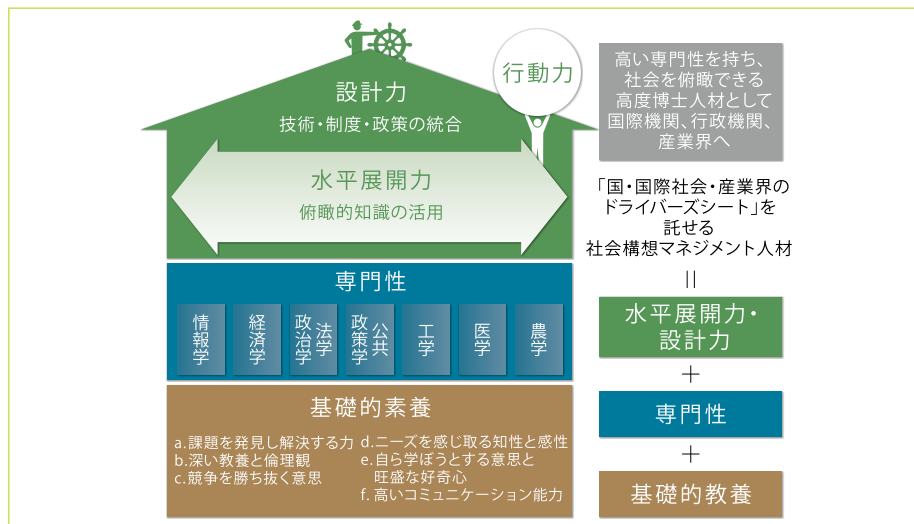 行動力
設計力
技術・制度・政策の統合
水平展開力
俯瞰的知識の活用
専門性
情報学
経済学
法学
政治学
公共
政策学
工学
医学
農学
基礎的素養
a.課題を発見し解決する力
b.深い教養と倫理観
c.競争を勝ち抜く意思
d.ニーズを感じ取る知性と感性
e.自ら学ぼうとする意思と
旺盛な好奇心
f.高いコミュニケーション能力
高い専門性を持ち、
社会を俯瞰できる
高度博士人材として
国際機関、行政機関、
産業界へ
「国・国際社会・産業界の
ドライバーズシート」を
託せる
社会構想マネジメント人材
=
水平展開力・
設計力
+
専門性
+
基礎的教養